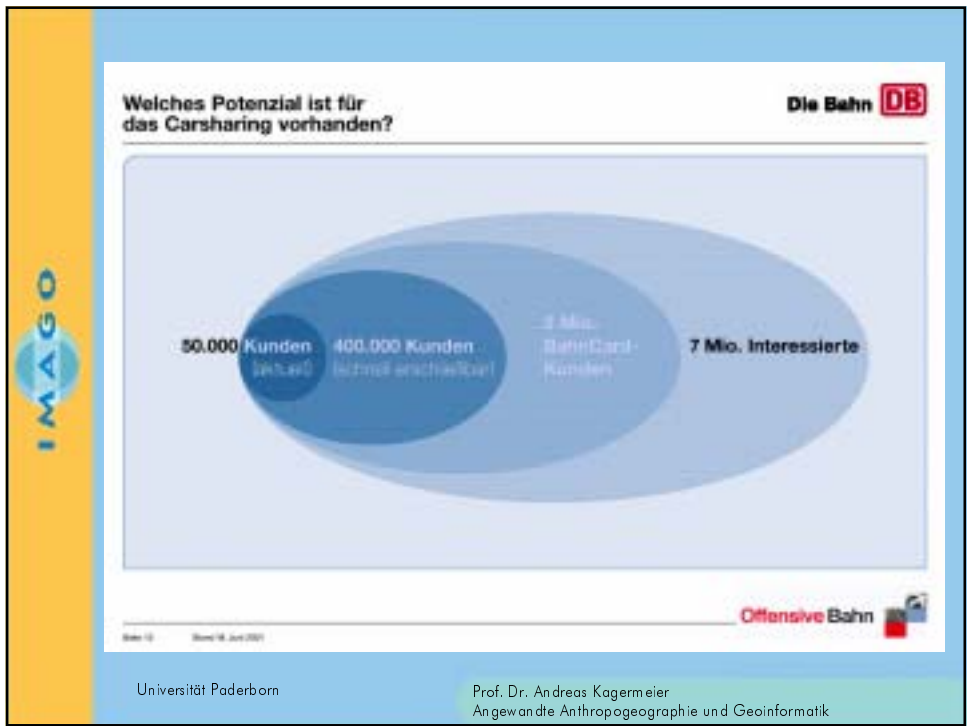 Welches Potenzial ist für
das Carsharing vorhanden?
Die Bahn DB
50.000 Kunden
(aktuell)
400.000 Kunden
(schnell erschließbar)
3 Mio.
BahnCard-
Kunden
7 Mio. Interessierte
IMAGO
Offensive Bahn
Universität Paderborn
Prof. Dr. Andreas Kagermeier
Angewandte Anthropogeographie und Geoinformatik